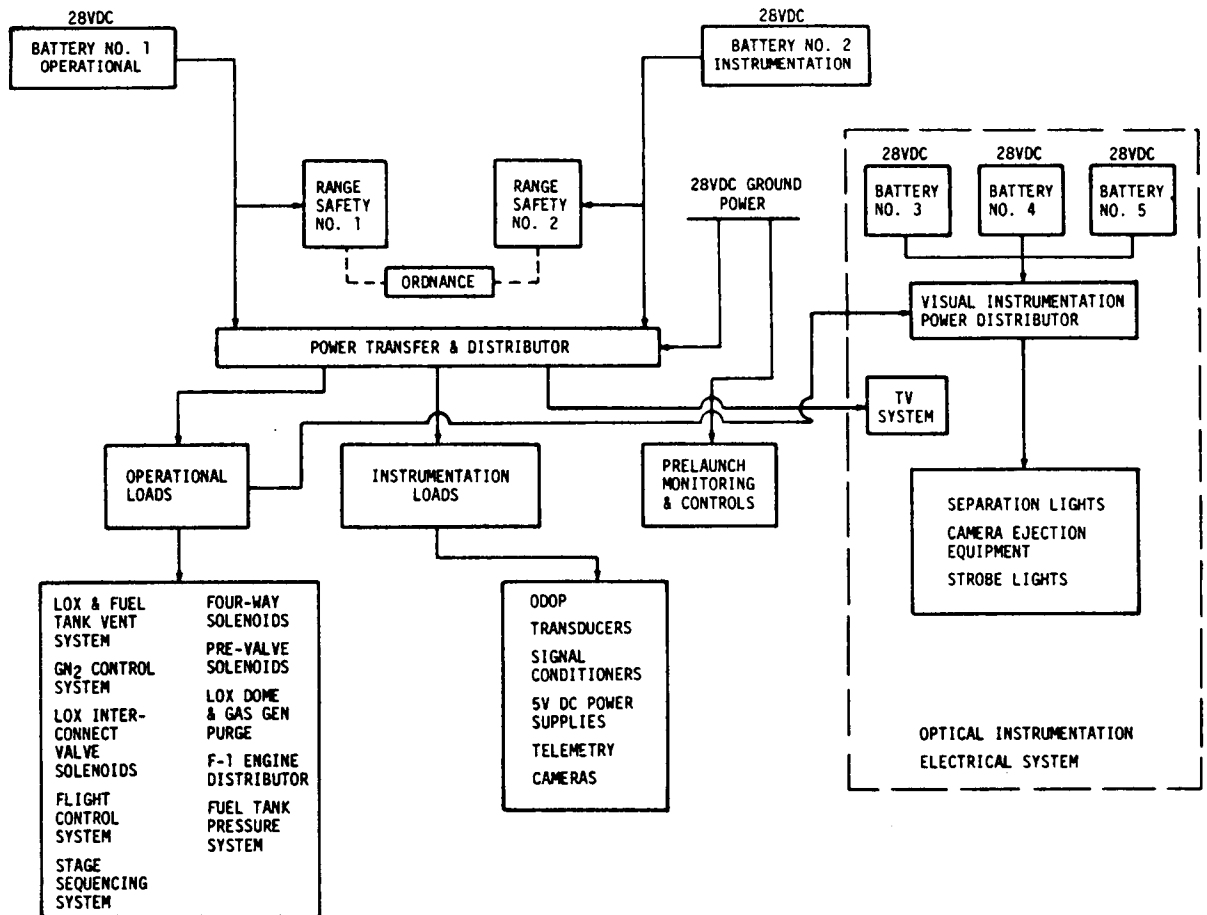 28VDC
BATTERY NO. 1
OPERATIONAL
28VDC
BATTERY NO. 2
INSTRUMENTATION
RANGE
SAFETY
NO. 1
RANGE
SAFETY
NO. 2
ORDNANCE
28VDC GROUND
POWER
28VDC
BATTERY
NO. 3
28VDC
BATTERY
NO. 4
28VDC
BATTERY
NO. 5
VISUAL INSTRUMENTATION
POWER DISTRIBUTOR
POWER TRANSFER & DISTRIBUTOR
TV
SYSTEM
OPERATIONAL
LOADS
INSTRUMENTATION
LOADS
PRELAUNCH
MONITORING
& CONTROLS
SEPARATION LIGHTS
CAMERA EJECTION
EQUIPMENT
STROBE LIGHTS
LOX & FUEL
TANK VENT
SYSTEM
GN2 CONTROL
SYSTEM
LOX INTER-
CONNECT
VALVE
SOLENOIDS
FLIGHT
CONTROL
SYSTEM
STAGE
SEQUENCING
SYSTEM
FOUR-WAY
SOLENOIDS
PRE-VALVE
SOLENOIDS
LOX DOME
& GAS GEN
PURGE
F-1 ENGINE
DISTRIBUTOR
FUEL TANK
PRESSURE
SYSTEM
ODOP
TRANSDUCERS
SIGNAL
CONDITIONERS
5V DC POWER
SUPPLIES
TELEMETRY
CAMERAS
OPTICAL INSTRUMENTATION
ELECTRICAL SYSTEM